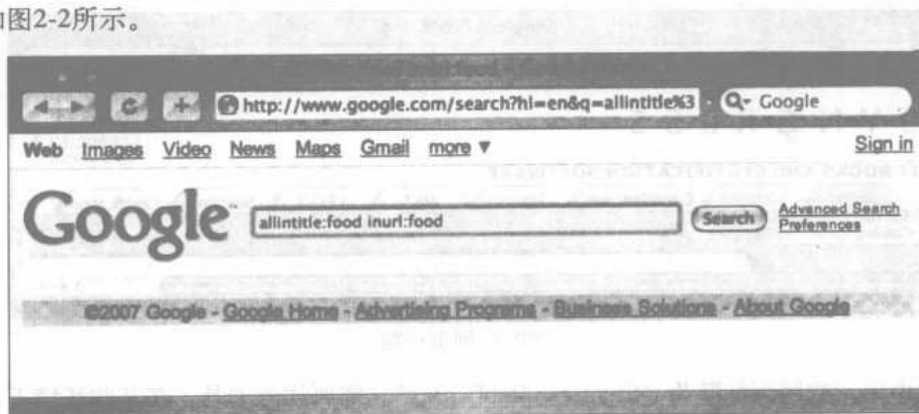 如图2-2所示。
http://www.google.com/search?hl=en&q=allintitle%3
Google
Web Images Video News Maps Gmail more ▼ Sign in
Google
allintitle:food inurl:food
Search
Advanced Search
Preferences
©2007 Google - Google Home - Advertising Programs - Business Solutions - About Google